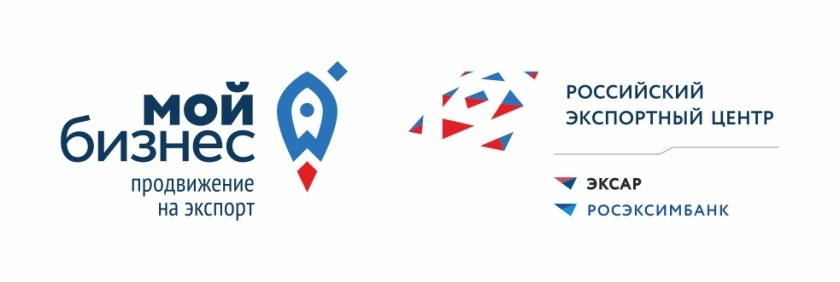 мой
бизнес
продвижение
на экспорт
РОССИЙСКИЙ
ЭКСПОРТНЫЙ ЦЕНТР
ЭКСАР
РОСЭКСИМБАНК